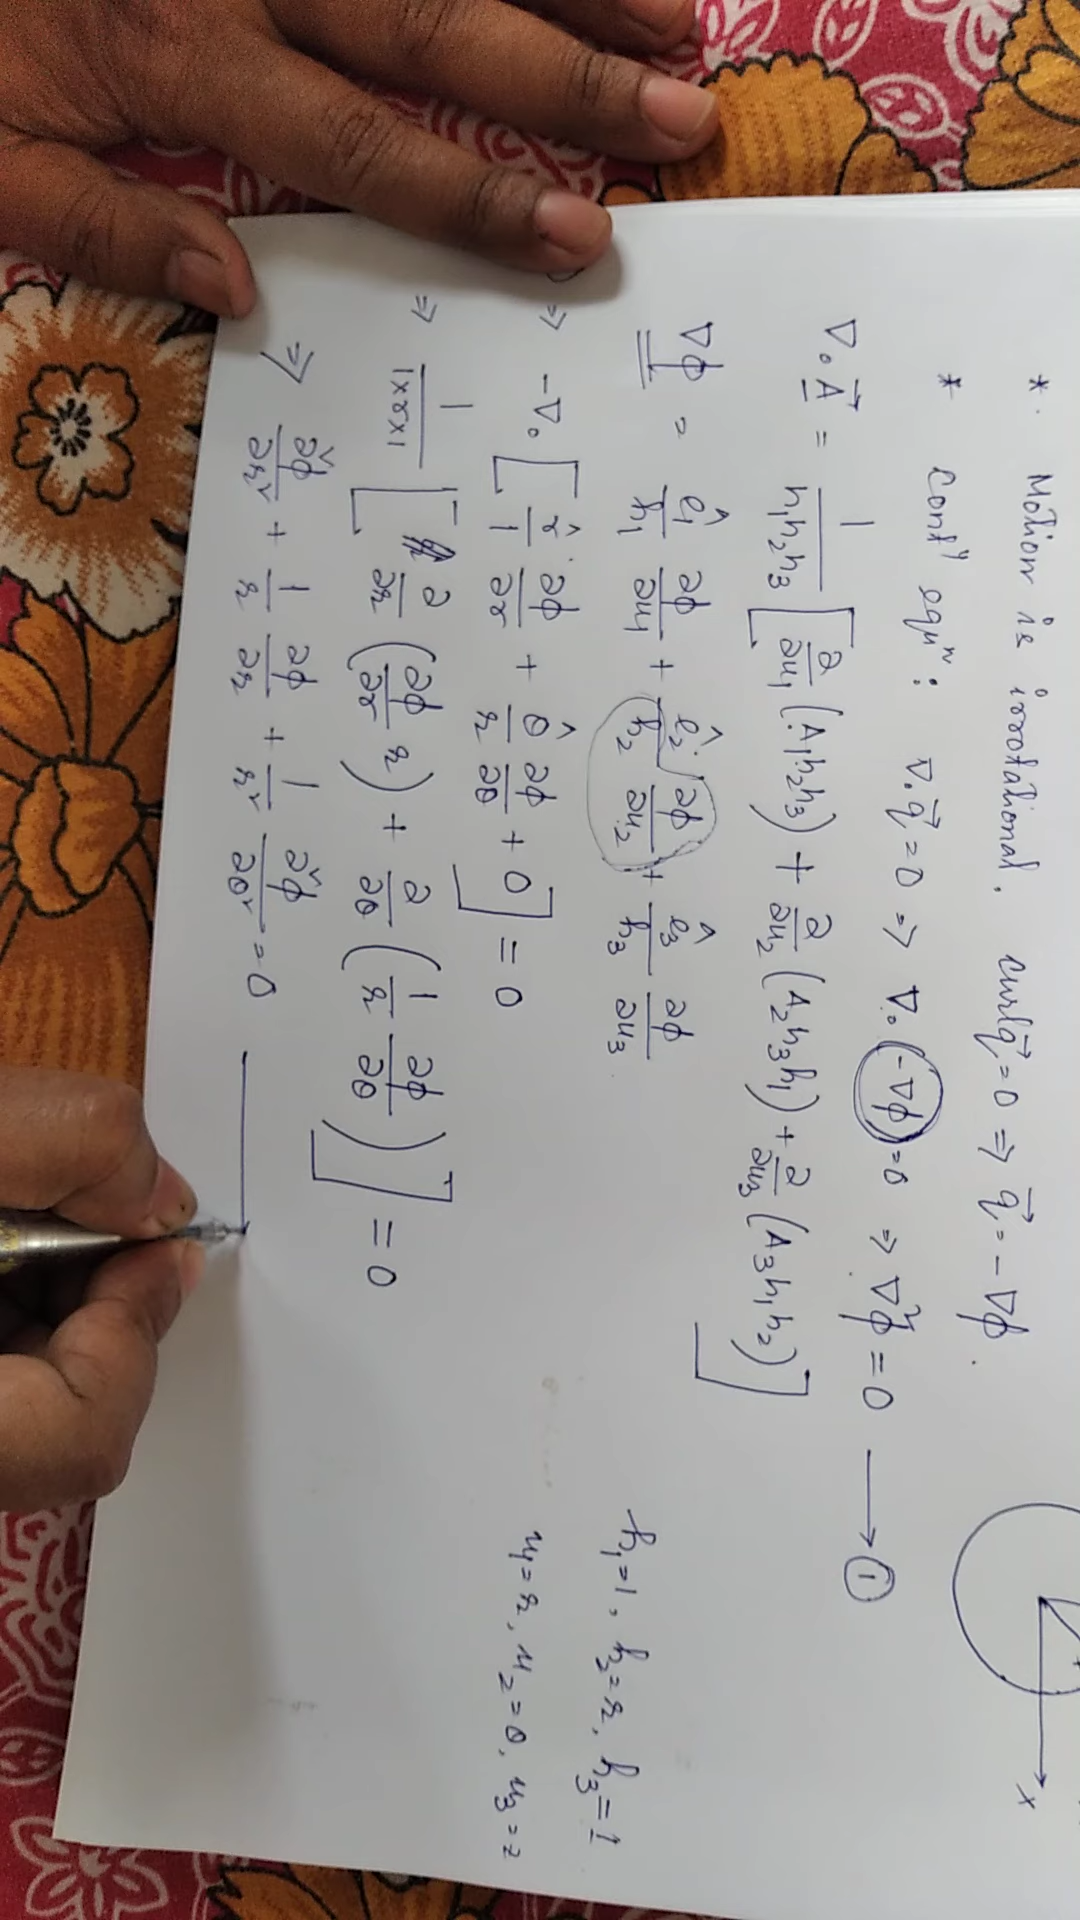 *. Motion is irrotational. curl q⃗ = 0 ⇒ q⃗ = -∇ϕ.
* contʸ eqυⁿ: ∇.q⃗ = 0 ⇒ ∇.(-∇ϕ) = 0 ⇒ ∇²ϕ = 0 → ①
∇.A⃗ = 1/(h₁h₂h₃) [∂/∂u₁ (A₁h₂h₃) + ∂/∂u₂ (A₂h₃h₁) + ∂/∂u₃ (A₃h₁h₂)]
∇ϕ = ê₁/h₁ ∂ϕ/∂u₁ + ê₂/h₂ ∂ϕ/∂u₂ + ê₃/h₃ ∂ϕ/∂u₃.
h₁ = 1, h₂ = r, h₃ = 1
⇒ -∇.[r̂/1 . ∂ϕ/∂r + θ̂/r ∂ϕ/∂θ + 0] = 0
u₁ = r, u₂ = θ, u₃ = z
⇒ 1/(1×r×1) [∂/∂r (∂ϕ/∂r r) + ∂/∂θ (1/r ∂ϕ/∂θ)] = 0
⇒ ∂²ϕ/∂r² + 1/r ∂ϕ/∂r + 1/r² ∂²ϕ/∂θ² = 0
x